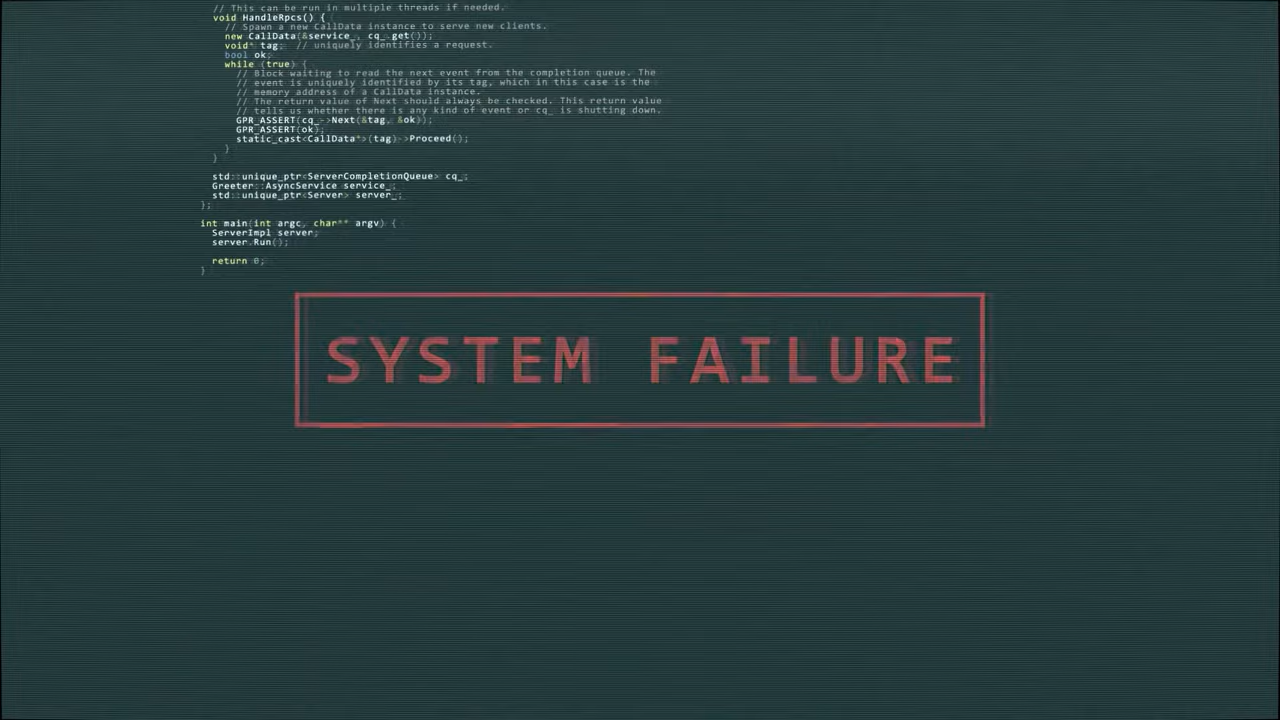 // This can be run in multiple threads if needed.
void HandleRpcs() {
// Spawn a new CallData instance to serve new clients.
new CallData(&service_, cq_.get());
void* tag;  // uniquely identifies a request.
bool ok;
while (true) {
// Block waiting to read the next event from the completion queue. The
// event is uniquely identified by its tag, which in this case is the
// memory address of a CallData instance.
// The return value of Next should always be checked. This return value
// tells us whether there is any kind of event or cq_ is shutting down.
GPR_ASSERT(cq_->Next(&tag, &ok));
GPR_ASSERT(ok);
static_cast<CallData*>(tag)->Proceed();
}
}
std::unique_ptr<ServerCompletionQueue> cq_;
Greeter::AsyncService service_;
std::unique_ptr<Server> server_;
};
int main(int argc, char** argv) {
ServerImpl server;
server.Run();
return 0;
}
SYSTEM FAILURE